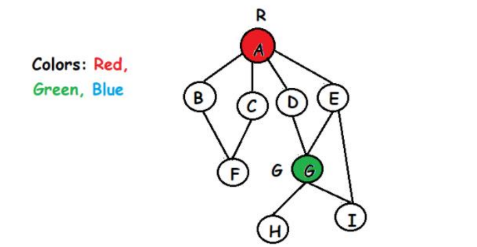 R
A
Colors: Red,
Green, Blue
B C D E
F G G
H I